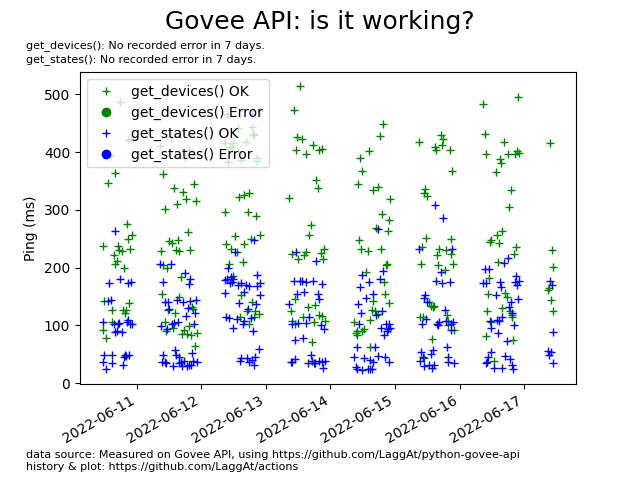 Govee API: is it working?
get_devices(): No recorded error in 7 days.
get_states(): No recorded error in 7 days.
get_devices() OK
get_devices() Error
get_states() OK
get_states() Error
Ping (ms)
500
400
300
200
100
0
2022-06-11
2022-06-12
2022-06-13
2022-06-14
2022-06-15
2022-06-16
2022-06-17
data source: Measured on Govee API, using https://github.com/LaggAt/python-govee-api
history & plot: https://github.com/LaggAt/actions